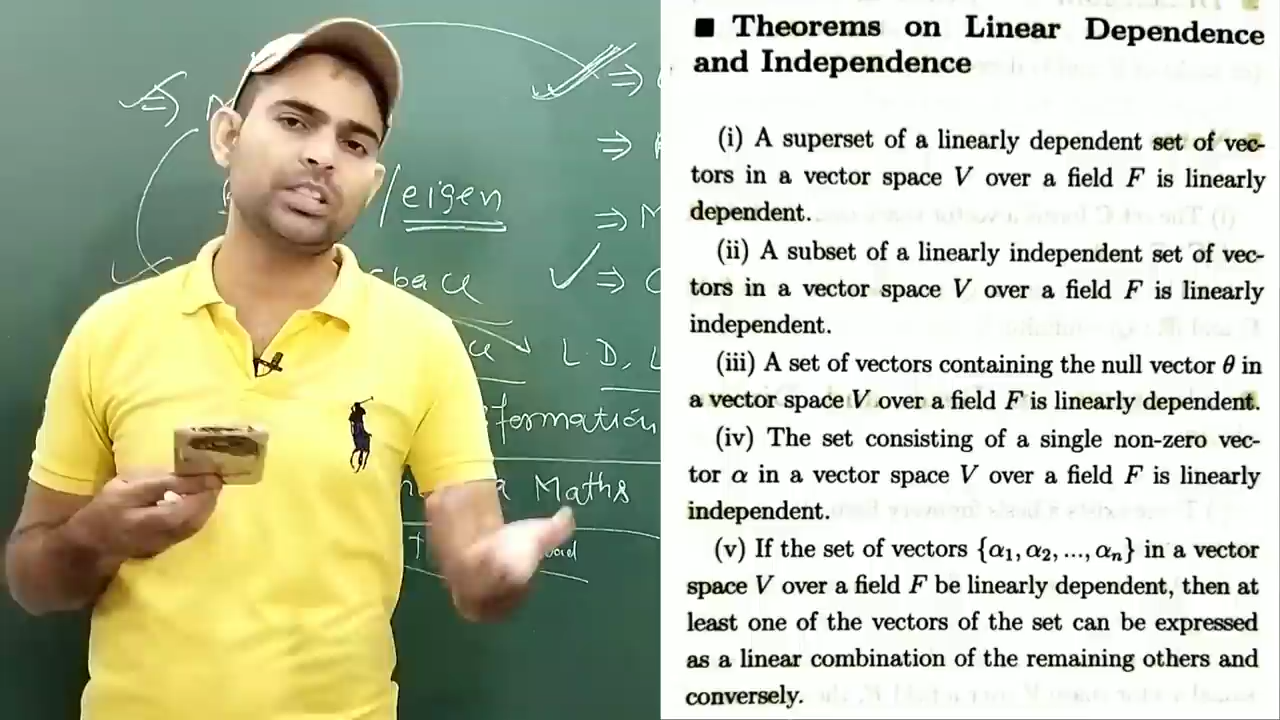 /eigen
space
L.D, L
formation
Maths
■ Theorems on Linear Dependence
and Independence
(i) A superset of a linearly dependent set of vec-
tors in a vector space V over a field F is linearly
dependent.
(ii) A subset of a linearly independent set of vec-
tors in a vector space V over a field F is linearly
independent.
(iii) A set of vectors containing the null vector θ in
a vector space V over a field F is linearly dependent.
(iv) The set consisting of a single non-zero vec-
tor α in a vector space V over a field F is linearly
independent.
(v) If the set of vectors {α₁, α₂, ..., αₙ} in a vector
space V over a field F be linearly dependent, then at
least one of the vectors of the set can be expressed
as a linear combination of the remaining others and
conversely.